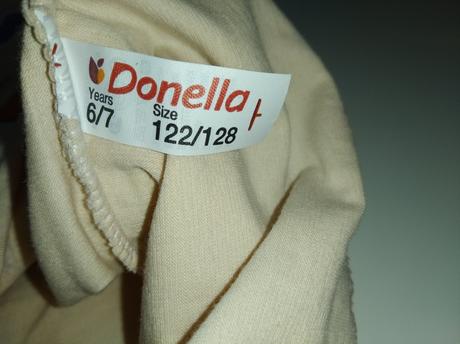 Donella
Years Size
6/7 122/128